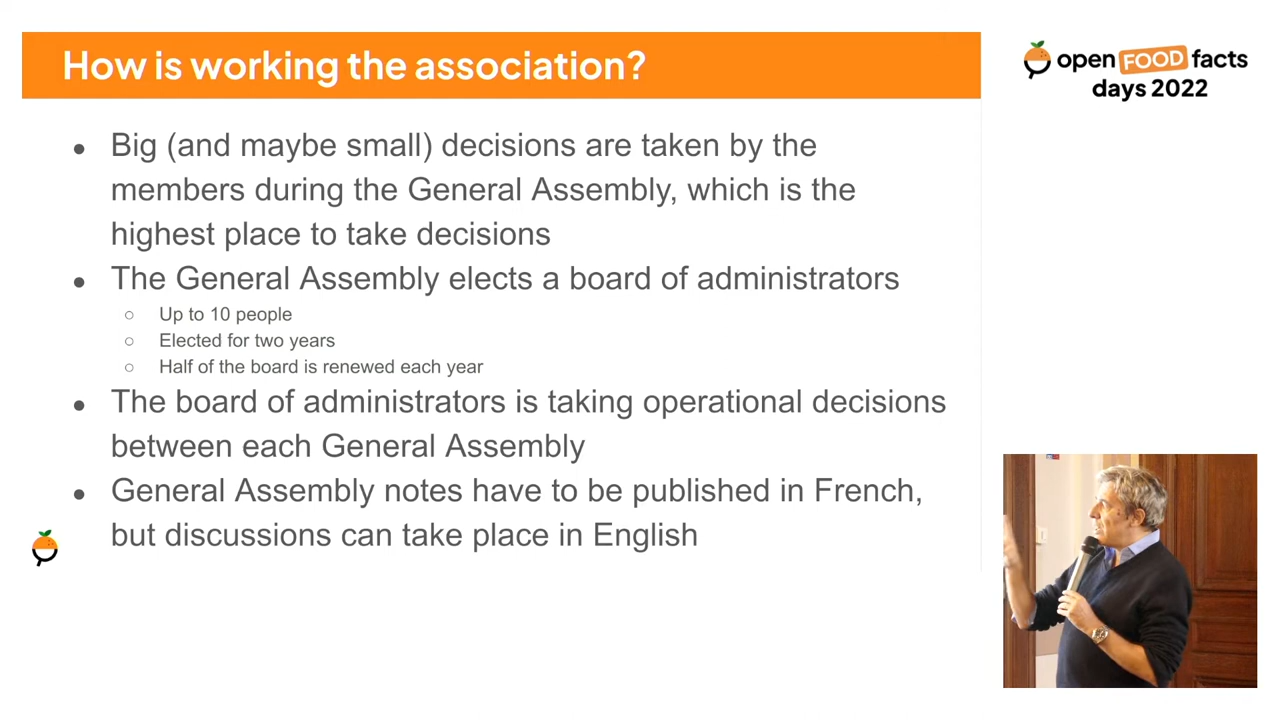 How is working the association?
open FOOD facts
days 2022
● Big (and maybe small) decisions are taken by the
members during the General Assembly, which is the
highest place to take decisions
● The General Assembly elects a board of administrators
○ Up to 10 people
○ Elected for two years
○ Half of the board is renewed each year
● The board of administrators is taking operational decisions
between each General Assembly
● General Assembly notes have to be published in French,
but discussions can take place in English